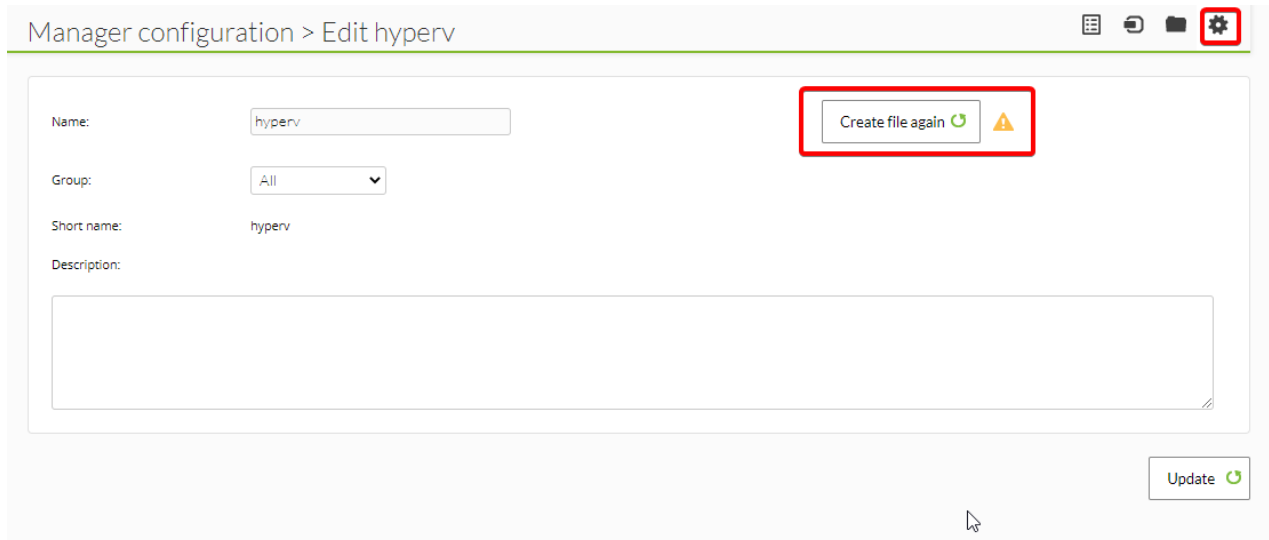 Manager configuration > Edit hyperv
Name: hyperv Create file again
Group: All
Short name: hyperv
Description:
Update